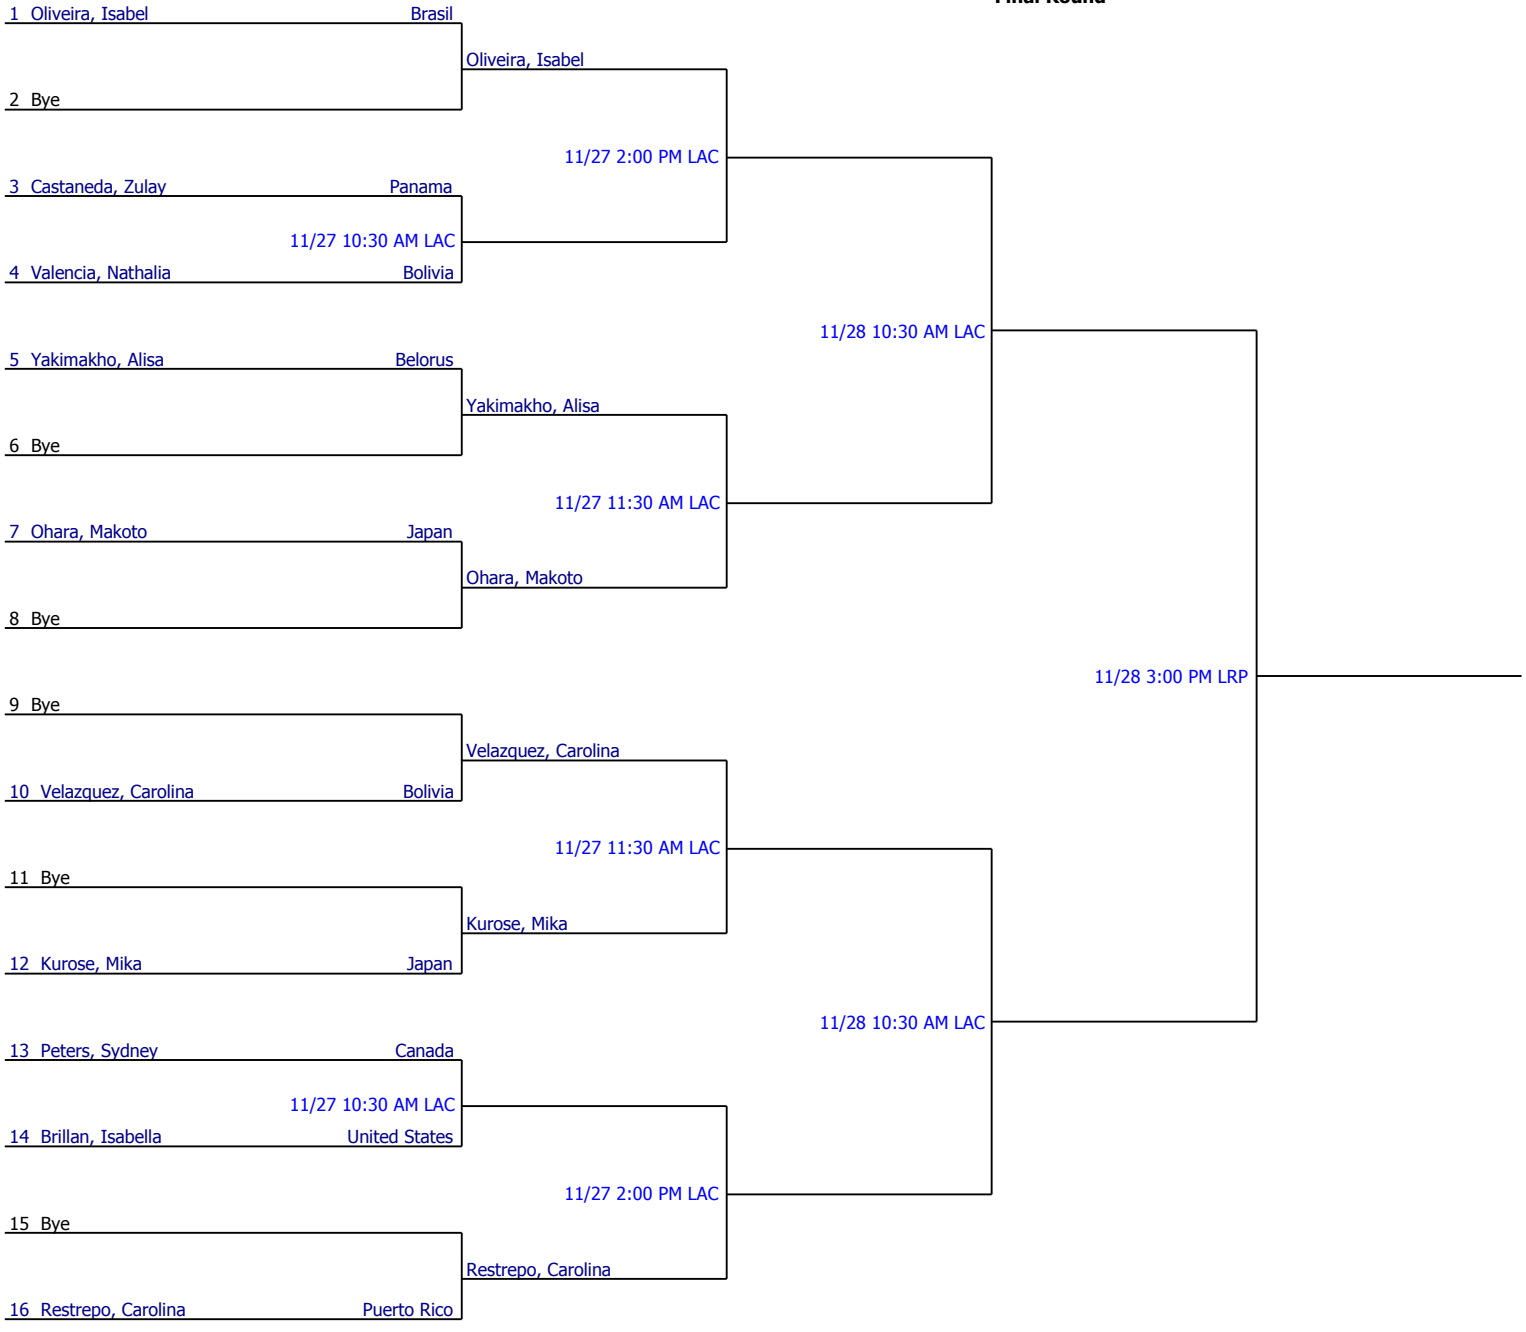 Final Round
1 Oliveira, Isabel Brasil
Oliveira, Isabel
2 Bye
11/27 2:00 PM LAC
3 Castaneda, Zulay Panama
11/27 10:30 AM LAC
4 Valencia, Nathalia Bolivia
11/28 10:30 AM LAC
5 Yakimakho, Alisa Belorus
Yakimakho, Alisa
6 Bye
11/27 11:30 AM LAC
7 Ohara, Makoto Japan
Ohara, Makoto
8 Bye
11/28 3:00 PM LRP
9 Bye
Velazquez, Carolina
10 Velazquez, Carolina Bolivia
11/27 11:30 AM LAC
11 Bye
Kurose, Mika
12 Kurose, Mika Japan
11/28 10:30 AM LAC
13 Peters, Sydney Canada
11/27 10:30 AM LAC
14 Brillan, Isabella United States
11/27 2:00 PM LAC
15 Bye
Restrepo, Carolina
16 Restrepo, Carolina Puerto Rico